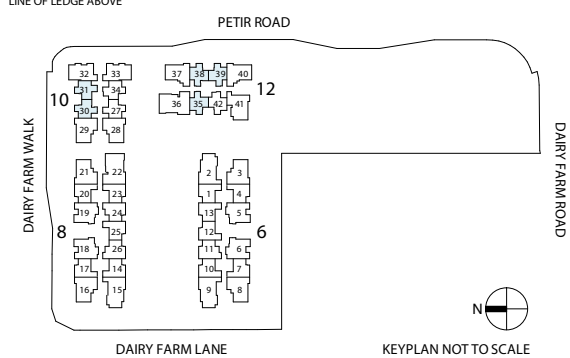 LINE OF LEDGE ABOVE
PETIR ROAD
32 33 37 38 39 40
31 34
10 12
30 27 36 35 42 41
29 28
DAIRY FARM WALK
DAIRY FARM ROAD
21 22 2 3
20 23 1 4
19 24 13 5
8 25 12 6
18 26 11 6
17 14 10 7
16 15 9 8
N
DAIRY FARM LANE
KEYPLAN NOT TO SCALE